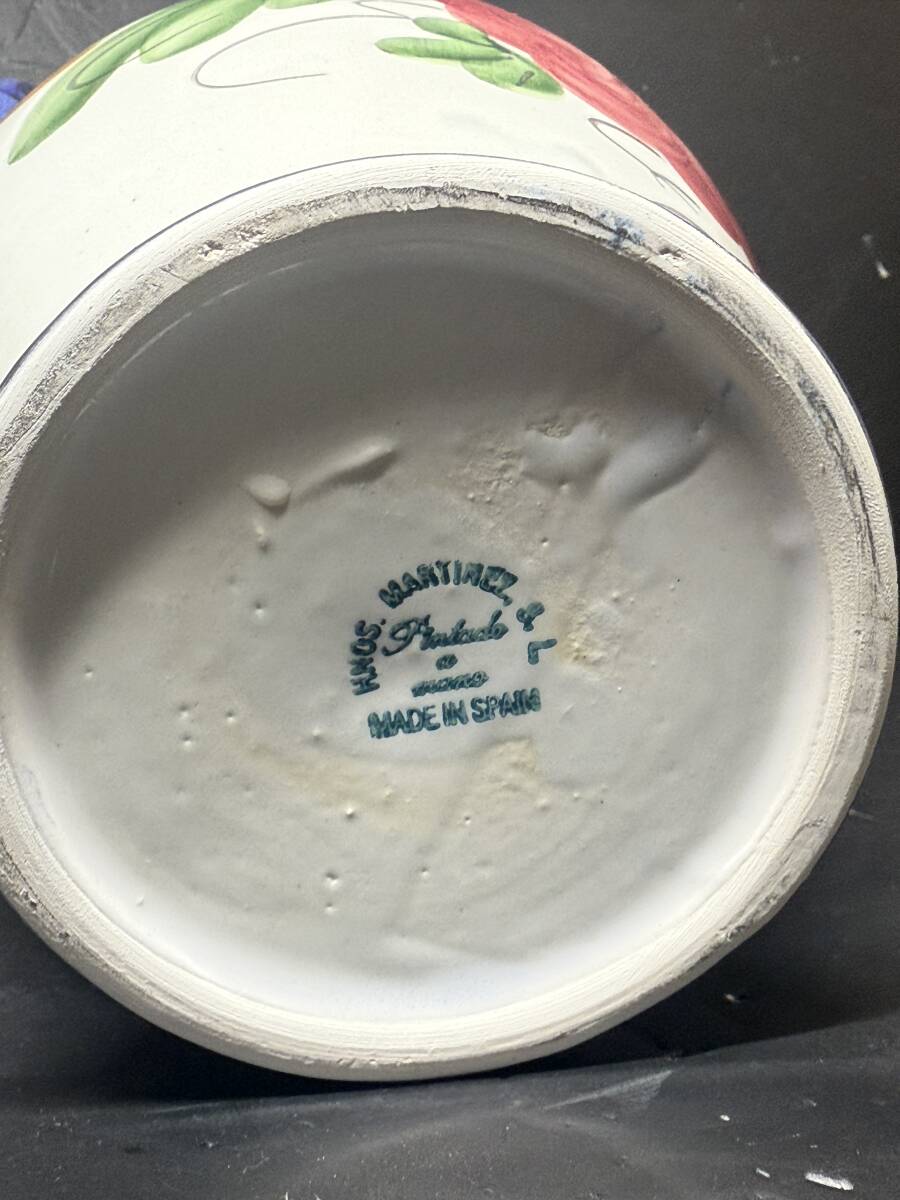 HNOS. MARTINEZ, S L
Pintado
a
mano
MADE IN SPAIN